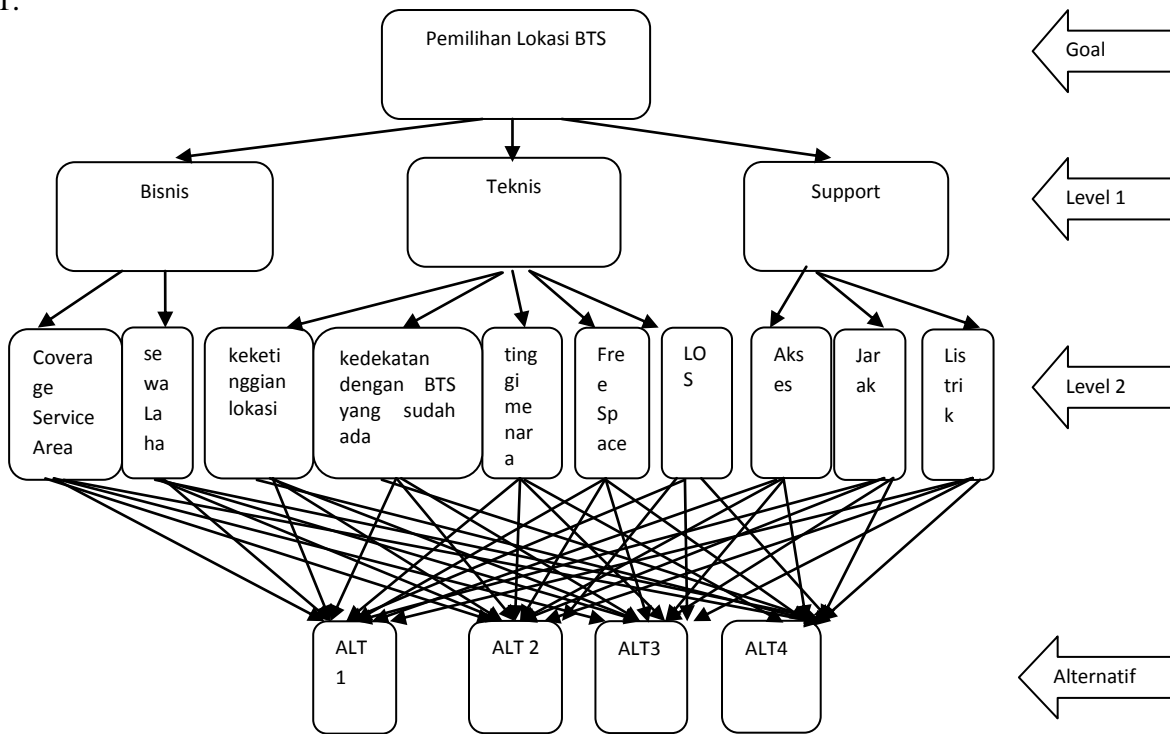 1.
Pemilihan Lokasi BTS
Goal
Bisnis
Teknis
Support
Level 1
Covera
ge
Service
Area
se
wa
La
ha
keketi
nggian
lokasi
kedekatan
dengan BTS
yang sudah
ada
ting
gi
me
nar
a
Fre
e
Sp
ace
LO
S
Aks
es
Jar
ak
Lis
tri
k
Level 2
ALT
1
ALT 2
ALT3
ALT4
Alternatif